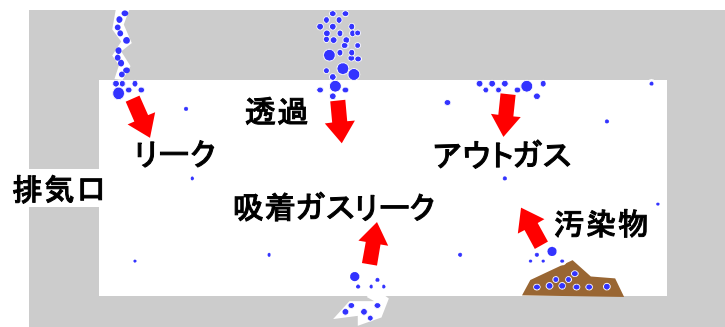 透過
リーク
アウトガス
排気口
吸着ガスリーク
汚染物